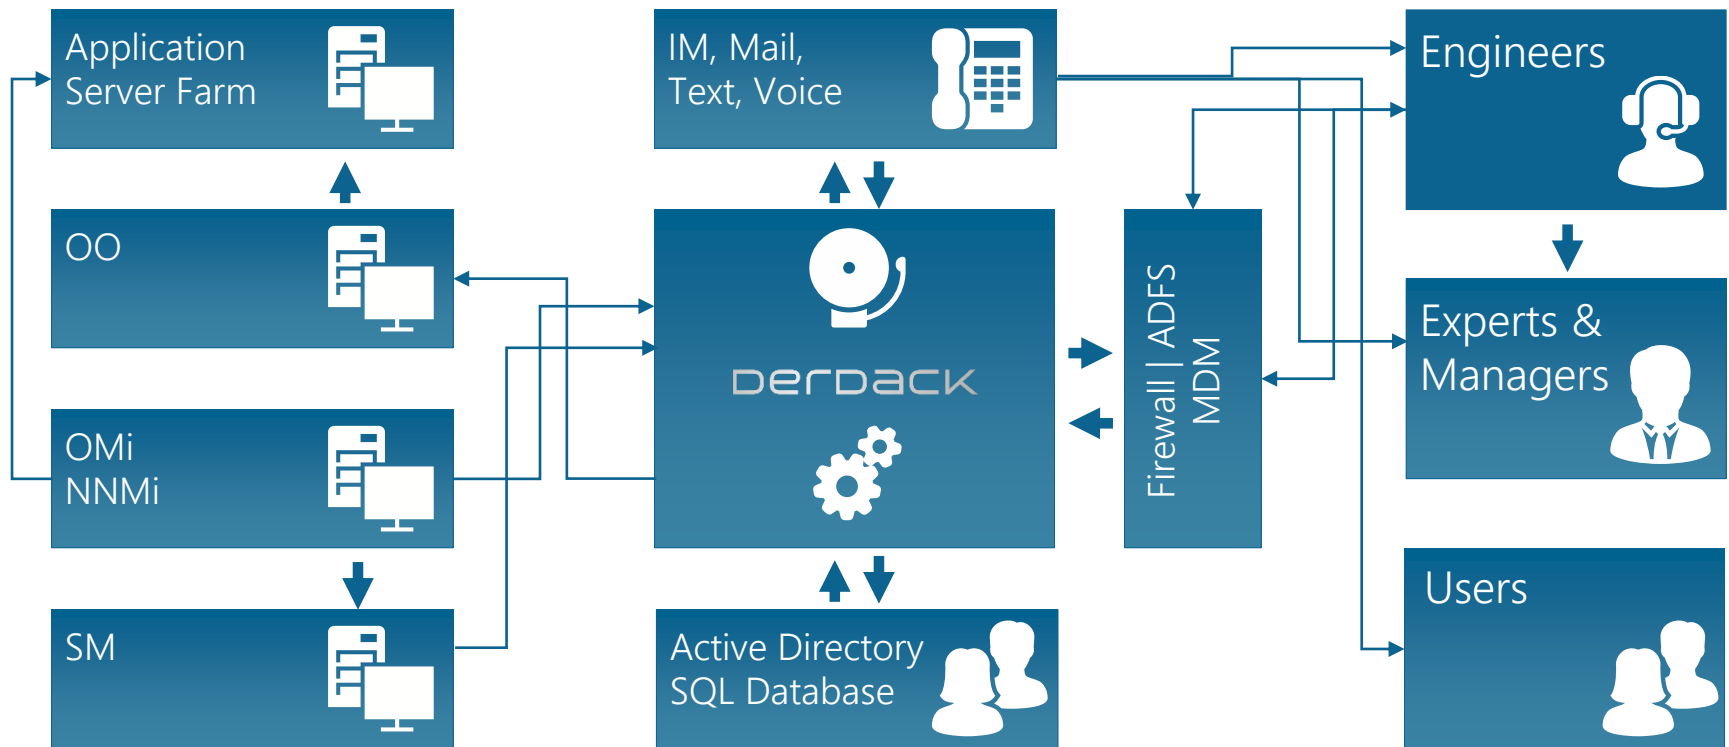 Application
Server Farm
IM, Mail,
Text, Voice
Engineers
OO
DERDACK
Firewall | ADFS
MDM
Experts &
Managers
OMi
NNMi
Users
SM
Active Directory
SQL Database